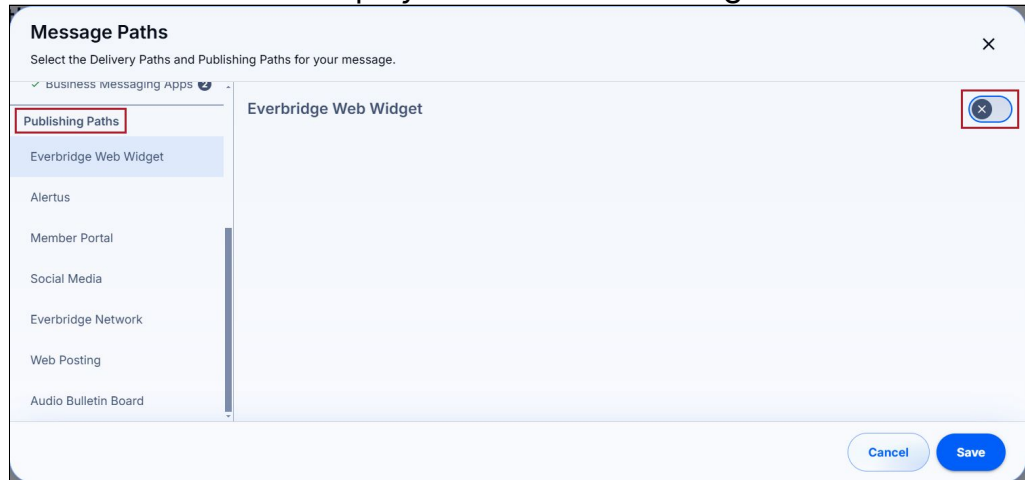 Message Paths
Select the Delivery Paths and Publishing Paths for your message.
Business Messaging Apps 2
Publishing Paths
Everbridge Web Widget
Everbridge Web Widget
Alertus
Member Portal
Social Media
Everbridge Network
Web Posting
Audio Bulletin Board
Cancel
Save